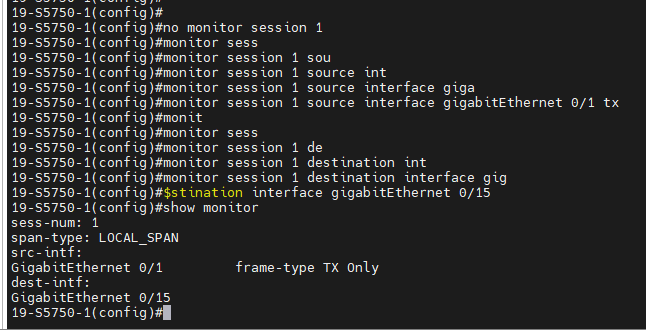 19-S5750-1(config)#
19-S5750-1(config)#no monitor session 1
19-S5750-1(config)#monitor sess
19-S5750-1(config)#monitor session 1 sou
19-S5750-1(config)#monitor session 1 source int
19-S5750-1(config)#monitor session 1 source interface giga
19-S5750-1(config)#monitor session 1 source interface gigabitEthernet 0/1 tx
19-S5750-1(config)#monit
19-S5750-1(config)#monitor sess
19-S5750-1(config)#monitor session 1 de
19-S5750-1(config)#monitor session 1 destination int
19-S5750-1(config)#monitor session 1 destination interface gig
19-S5750-1(config)#$stination interface gigabitEthernet 0/15
19-S5750-1(config)#show monitor
sess-num: 1
span-type: LOCAL_SPAN
src-intf:
GigabitEthernet 0/1         frame-type TX Only
dest-intf:
GigabitEthernet 0/15
19-S5750-1(config)#